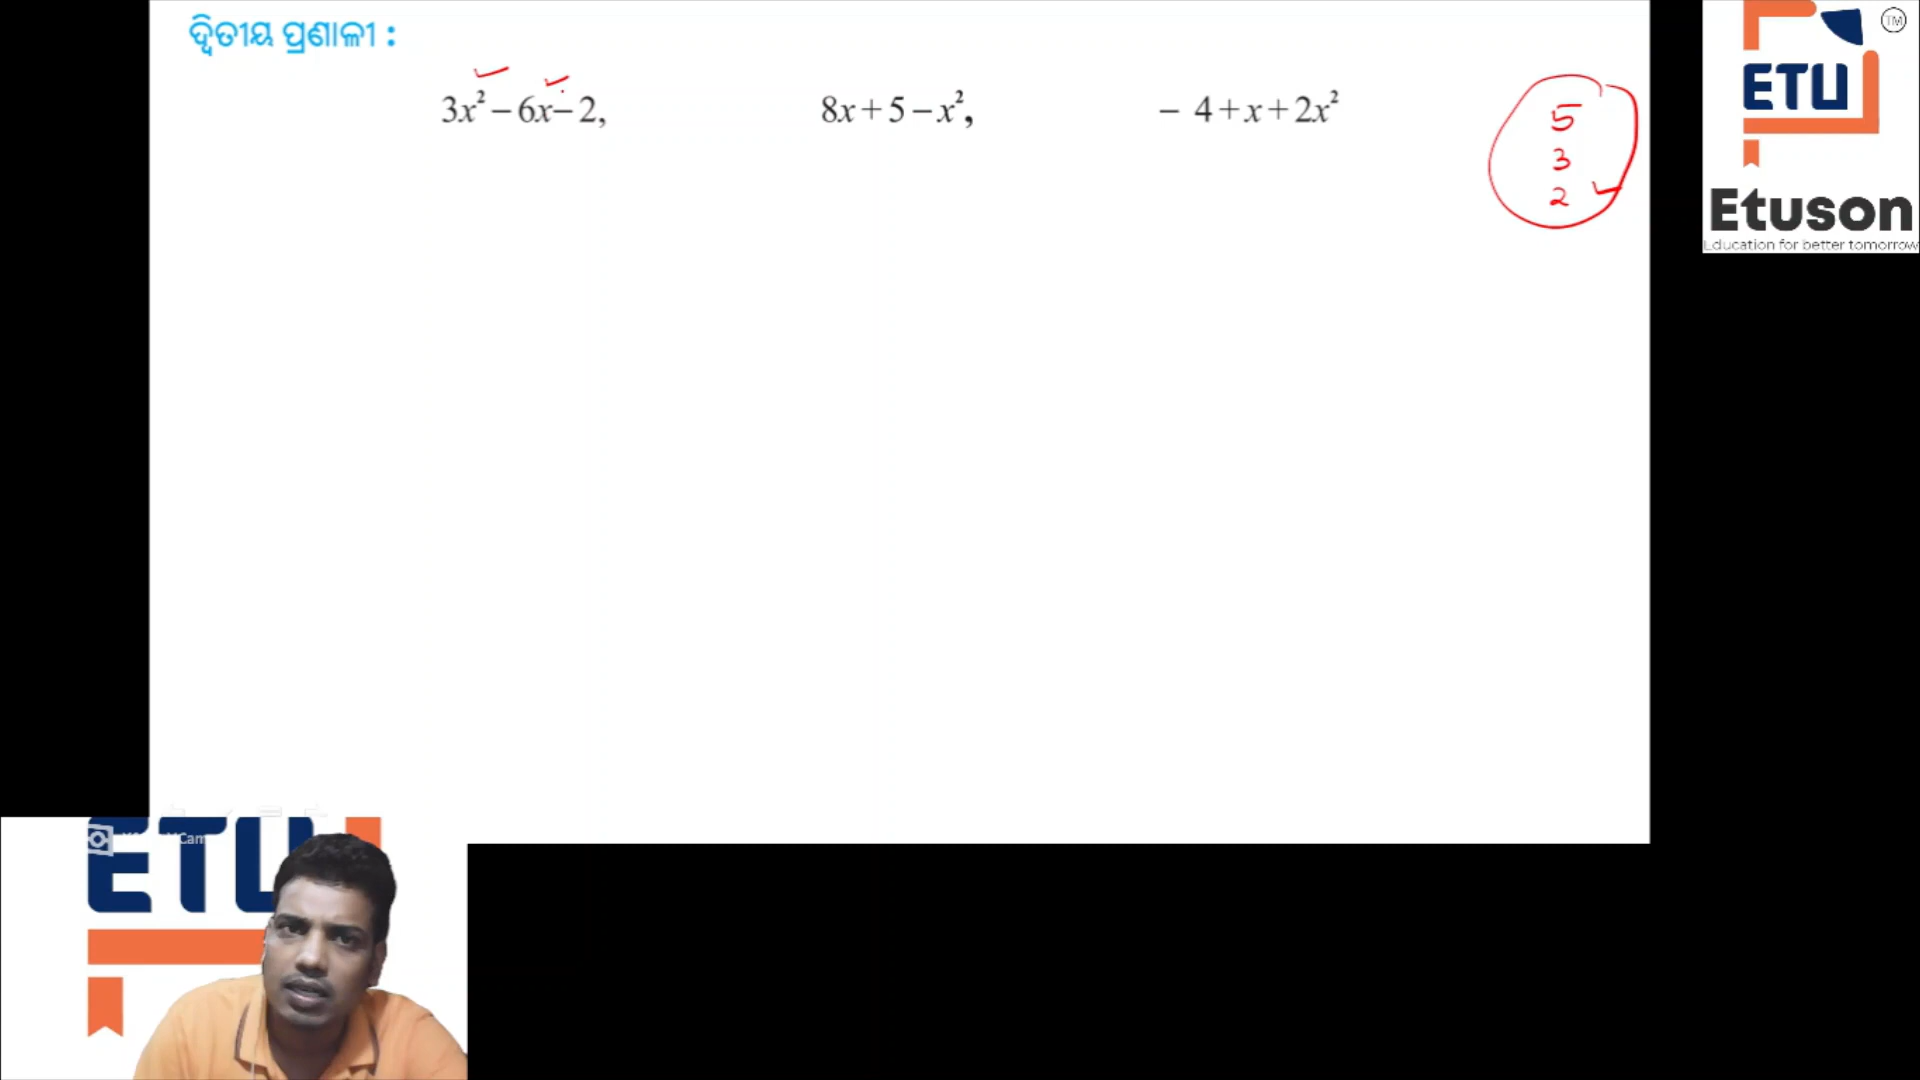 ଦ୍ୱିତୀୟ ପ୍ରଣାଳୀ :
3x² – 6x – 2, 8x + 5 – x², – 4 + x + 2x²
5
3
2
TM
ETU
Etuson
Education for better tomorrow
ETU